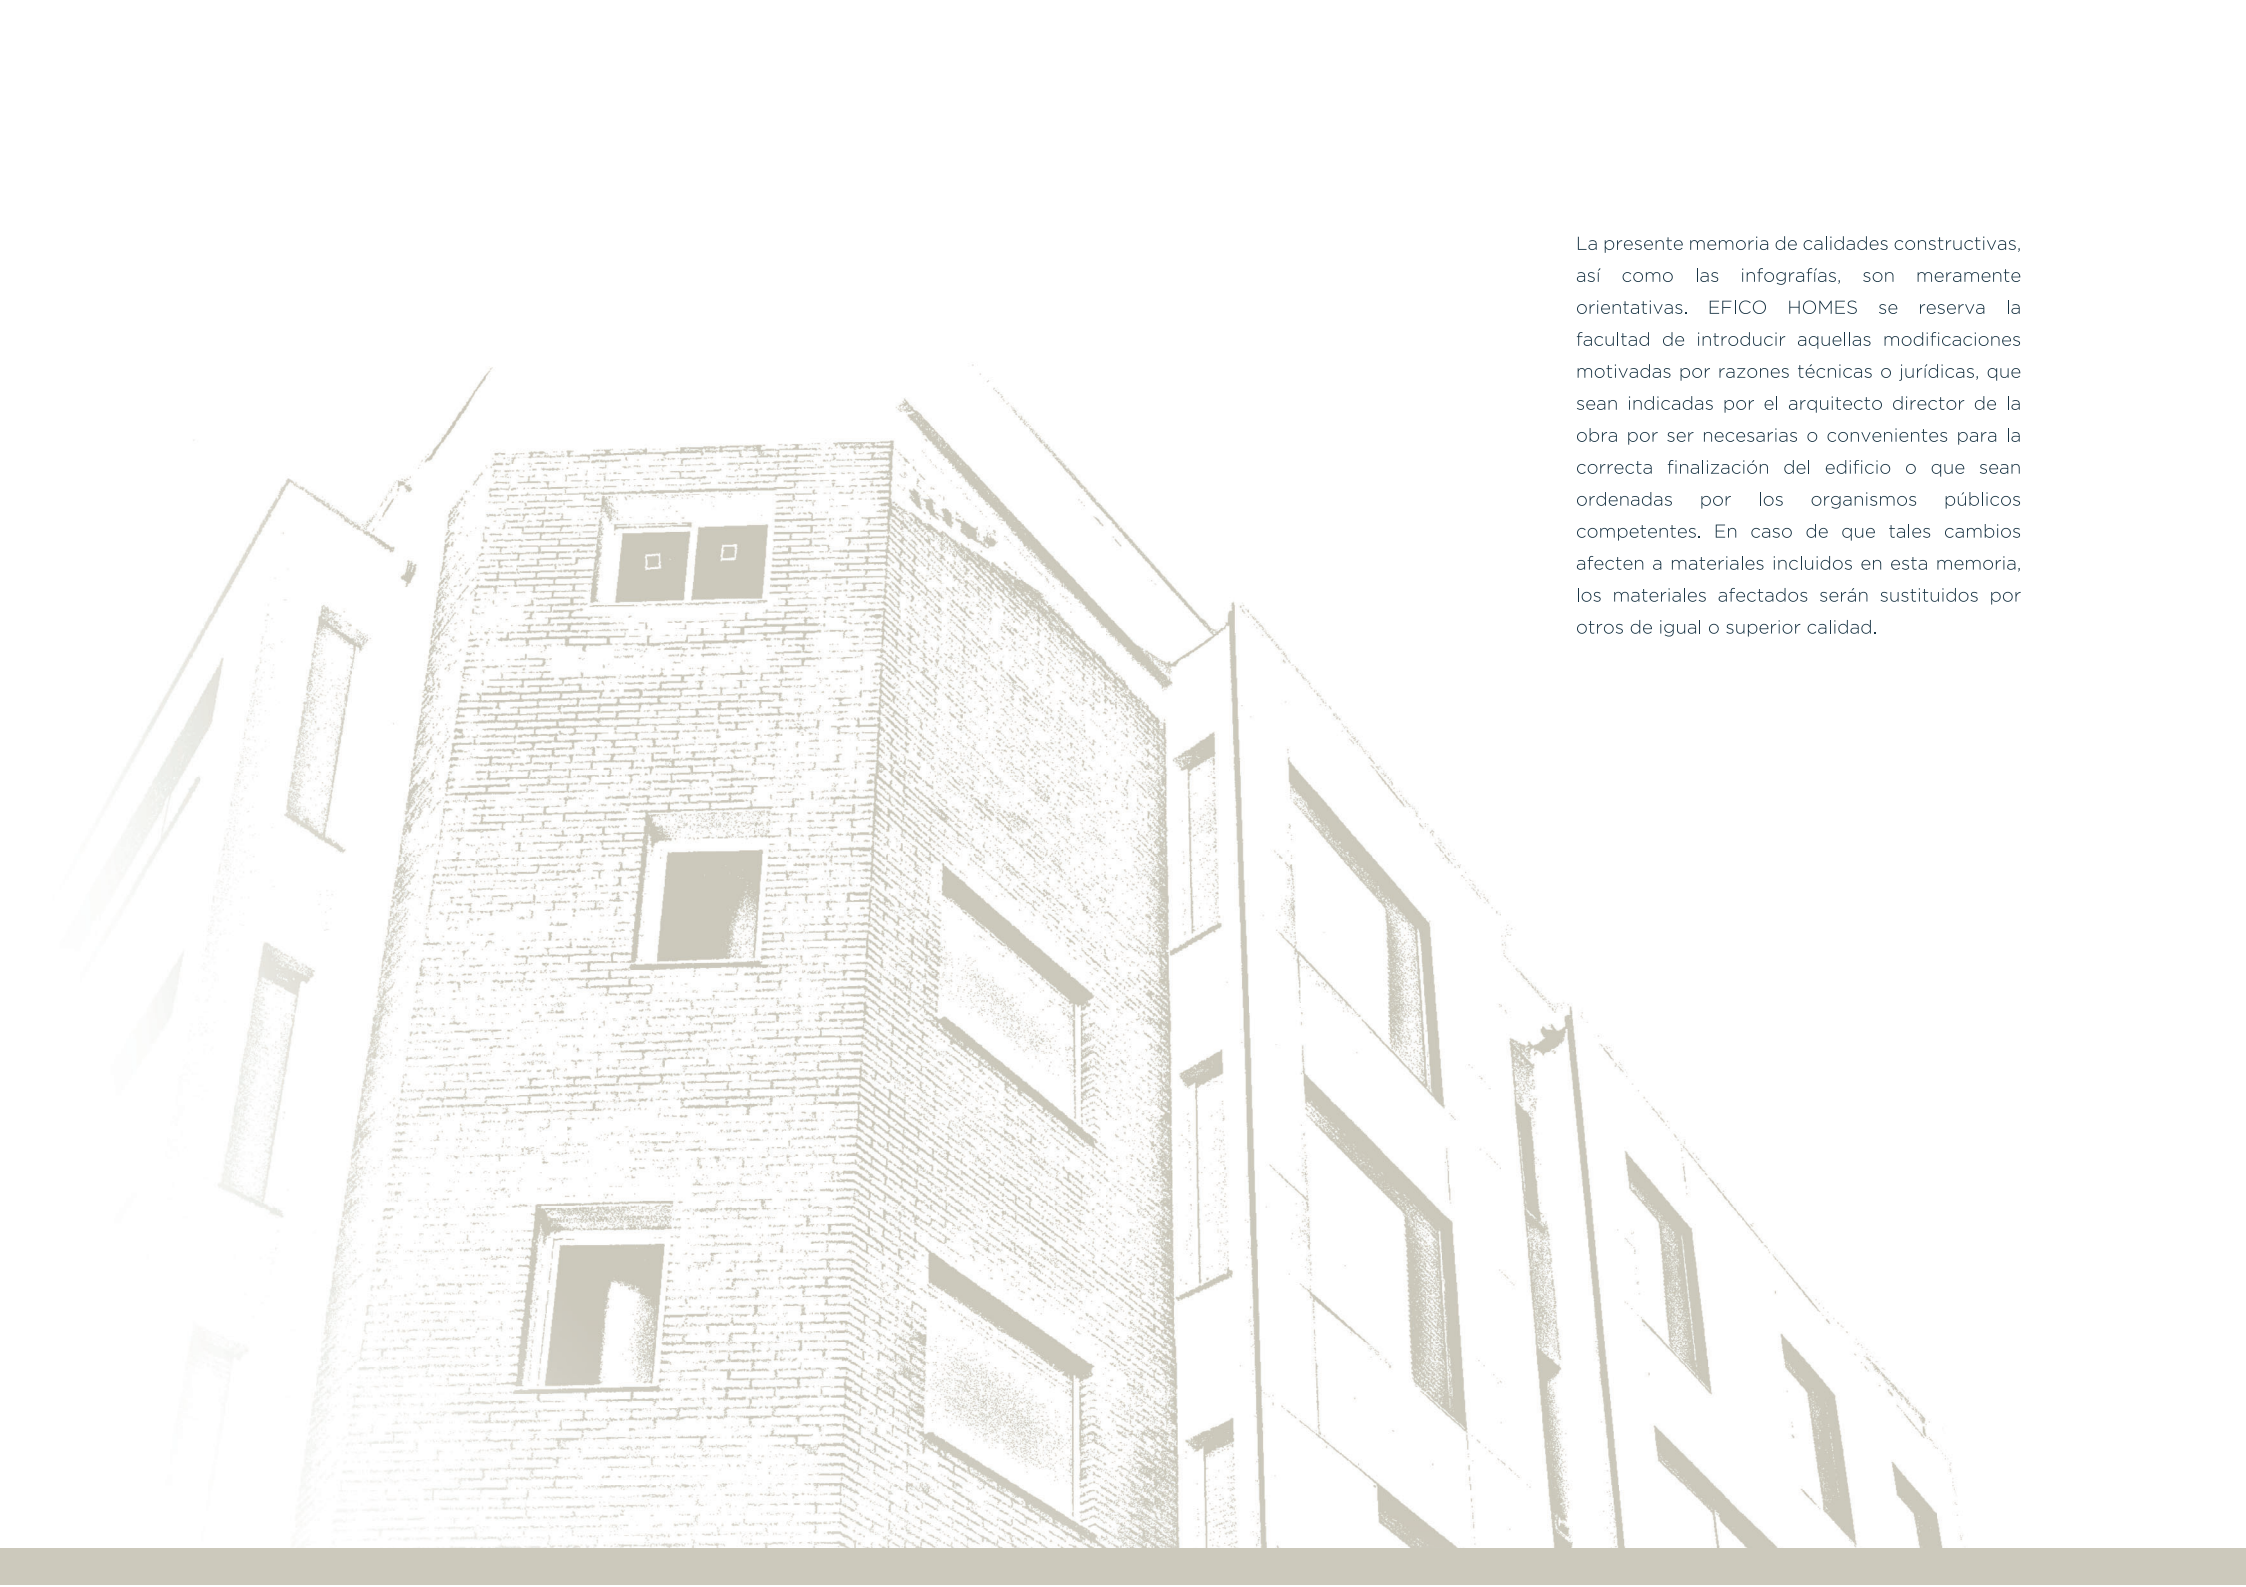 La presente memoria de calidades constructivas,
así como las infografías, son meramente
orientativas. EFICO HOMES se reserva la
facultad de introducir aquellas modificaciones
motivadas por razones técnicas o jurídicas, que
sean indicadas por el arquitecto director de la
obra por ser necesarias o convenientes para la
correcta finalización del edificio o que sean
ordenadas por los organismos públicos
competentes. En caso de que tales cambios
afecten a materiales incluidos en esta memoria,
los materiales afectados serán sustituidos por
otros de igual o superior calidad.